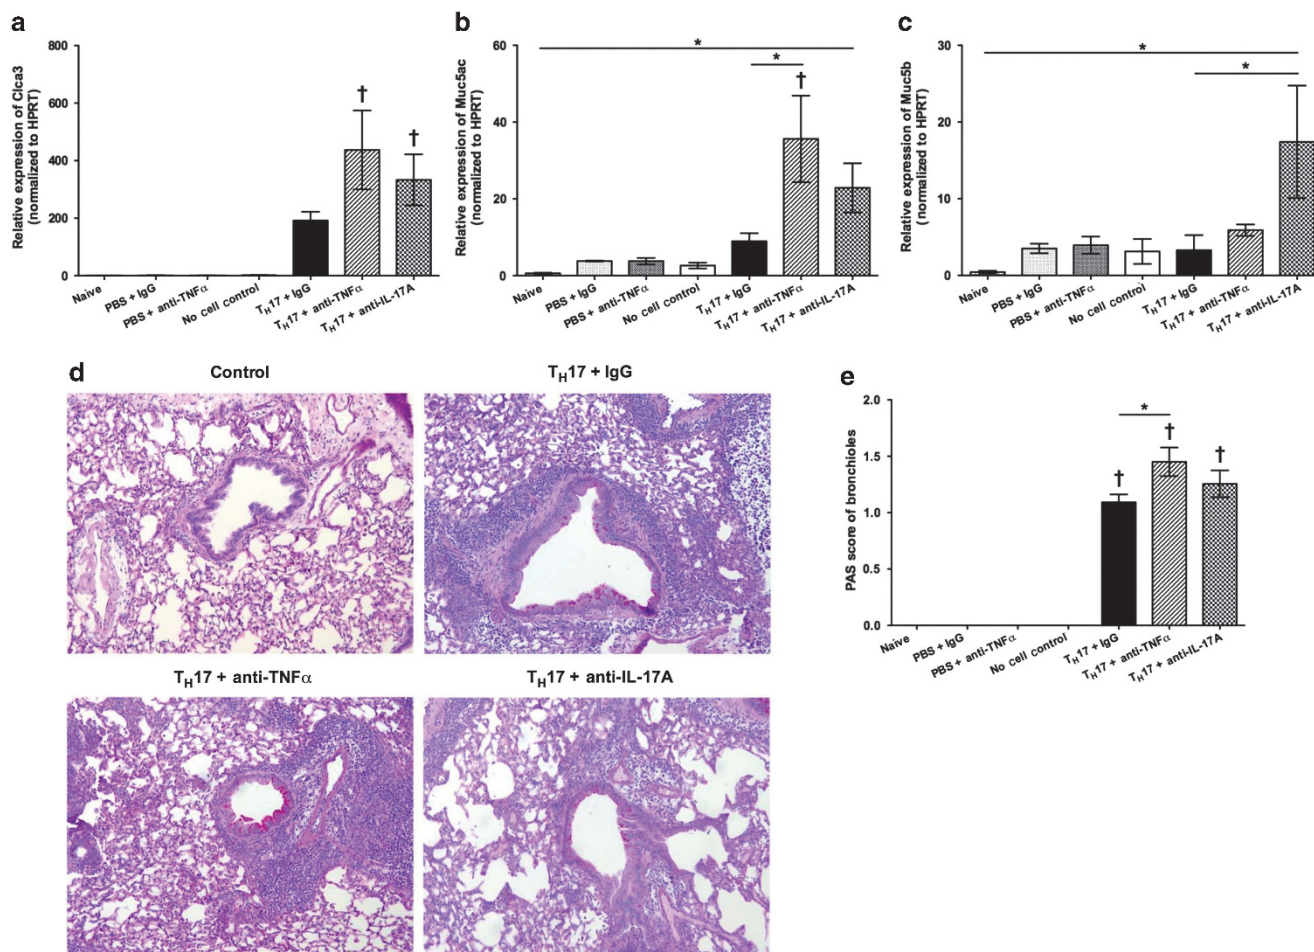 a
Relative expression of Clca3
(normalized to HPRT)
800
600
400
200
0
†
†
Naive
PBS + IgG
PBS + anti-TNFα
No cell control
TH17 + IgG
TH17 + anti-TNFα
TH17 + anti-IL-17A
b
Relative expression of Muc5ac
(normalized to HPRT)
60
40
20
0
*
*
†
Naive
PBS + IgG
PBS + anti-TNFα
No cell control
TH17 + IgG
TH17 + anti-TNFα
TH17 + anti-IL-17A
c
Relative expression of Muc5b
(normalized to HPRT)
30
20
10
0
*
*
Naive
PBS + IgG
PBS + anti-TNFα
No cell control
TH17 + IgG
TH17 + anti-TNFα
TH17 + anti-IL-17A
d
Control
TH17 + IgG
TH17 + anti-TNFα
TH17 + anti-IL-17A
e
PAS score of bronchioles
2.0
1.5
1.0
0.5
0.0
*
†
†
†
Naive
PBS + IgG
PBS + anti-TNFα
No cell control
TH17 + IgG
TH17 + anti-TNFα
TH17 + anti-IL-17A